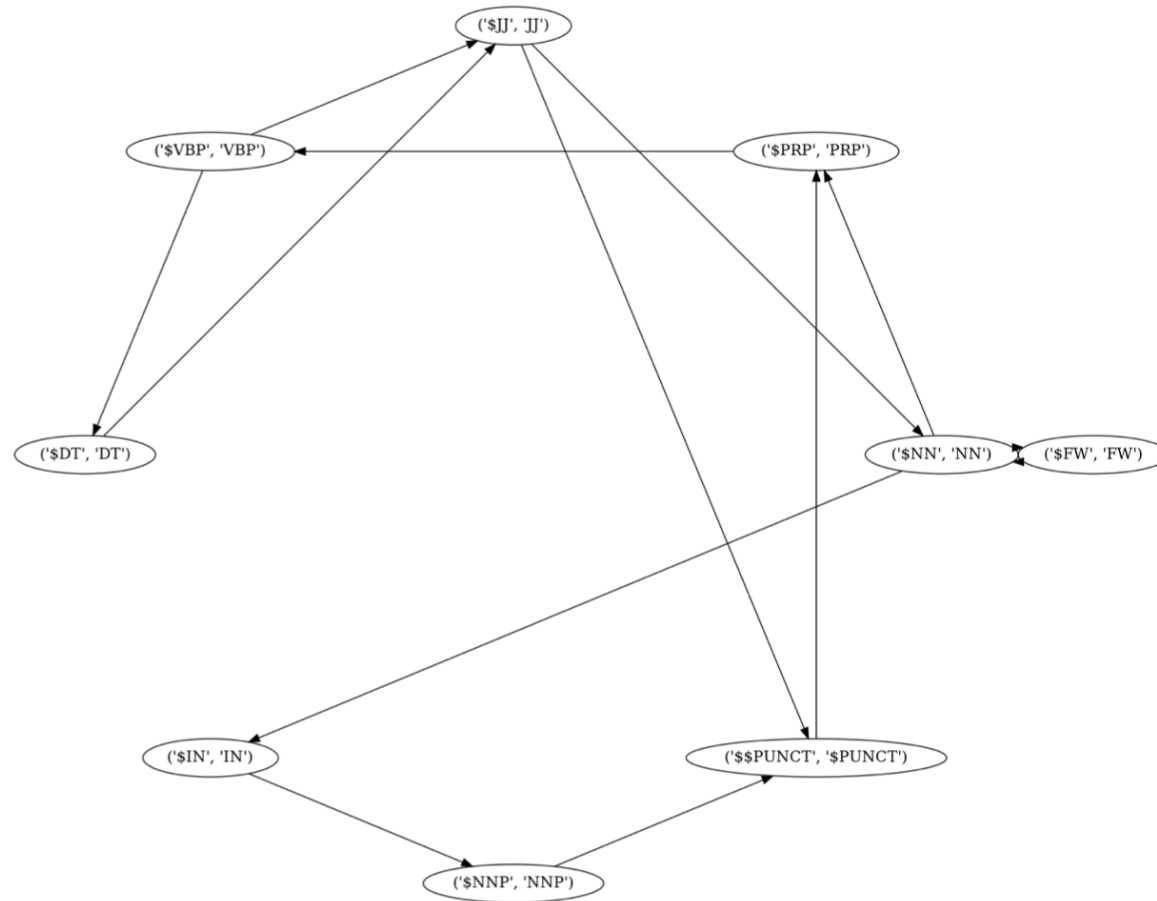 ('$JJ', 'JJ')
('$VBP', 'VBP')
('$PRP', 'PRP')
('$DT', 'DT')
('$NN', 'NN')
('$FW', 'FW')
('$IN', 'IN')
('$$PUNCT', '$PUNCT')
('$NNP', 'NNP')